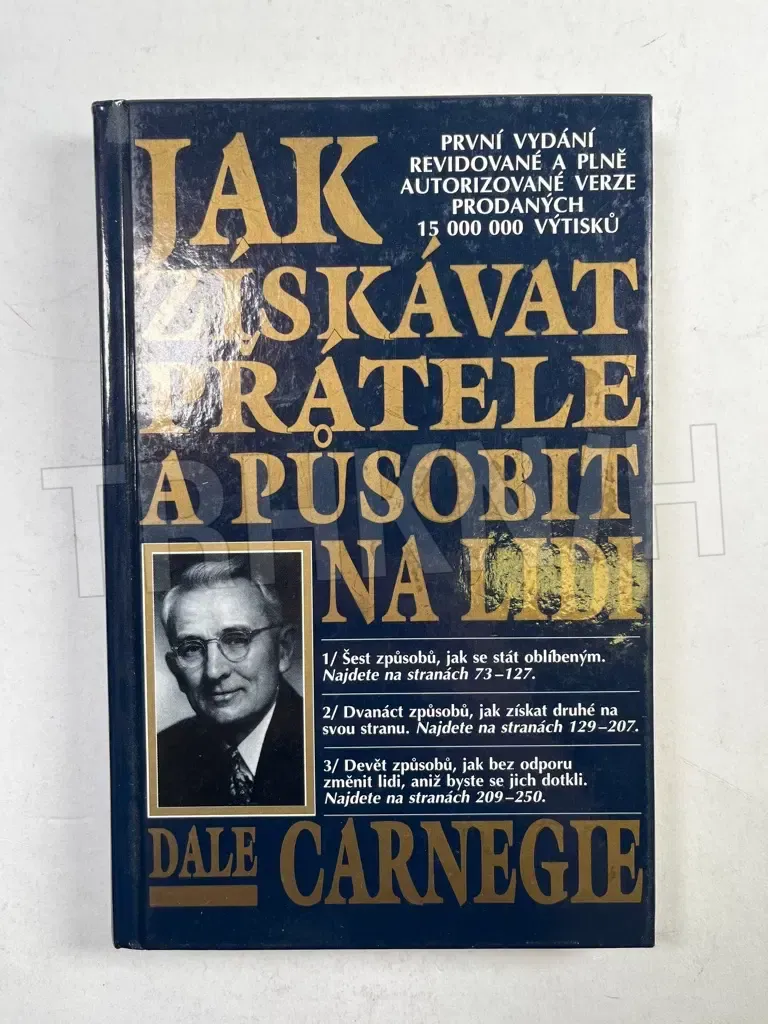 JAK
PRVNÍ VYDÁNÍ
REVIDOVANÉ A PLNĚ
AUTORIZOVANÉ VERZE
PRODANÝCH
15 000 000 VÝTISKŮ
ZÍSKÁVAT
PŘÁTELE
A PŮSOBIT
NA LIDI
1/ Šest způsobů, jak se stát oblíbeným.
Najdete na stranách 73–127.
2/ Dvanáct způsobů, jak získat druhé na
svou stranu. Najdete na stranách 129–207.
3/ Devět způsobů, jak bez odporu
změnit lidi, aniž byste se jich dotkli.
Najdete na stranách 209–250.
DALE CARNEGIE